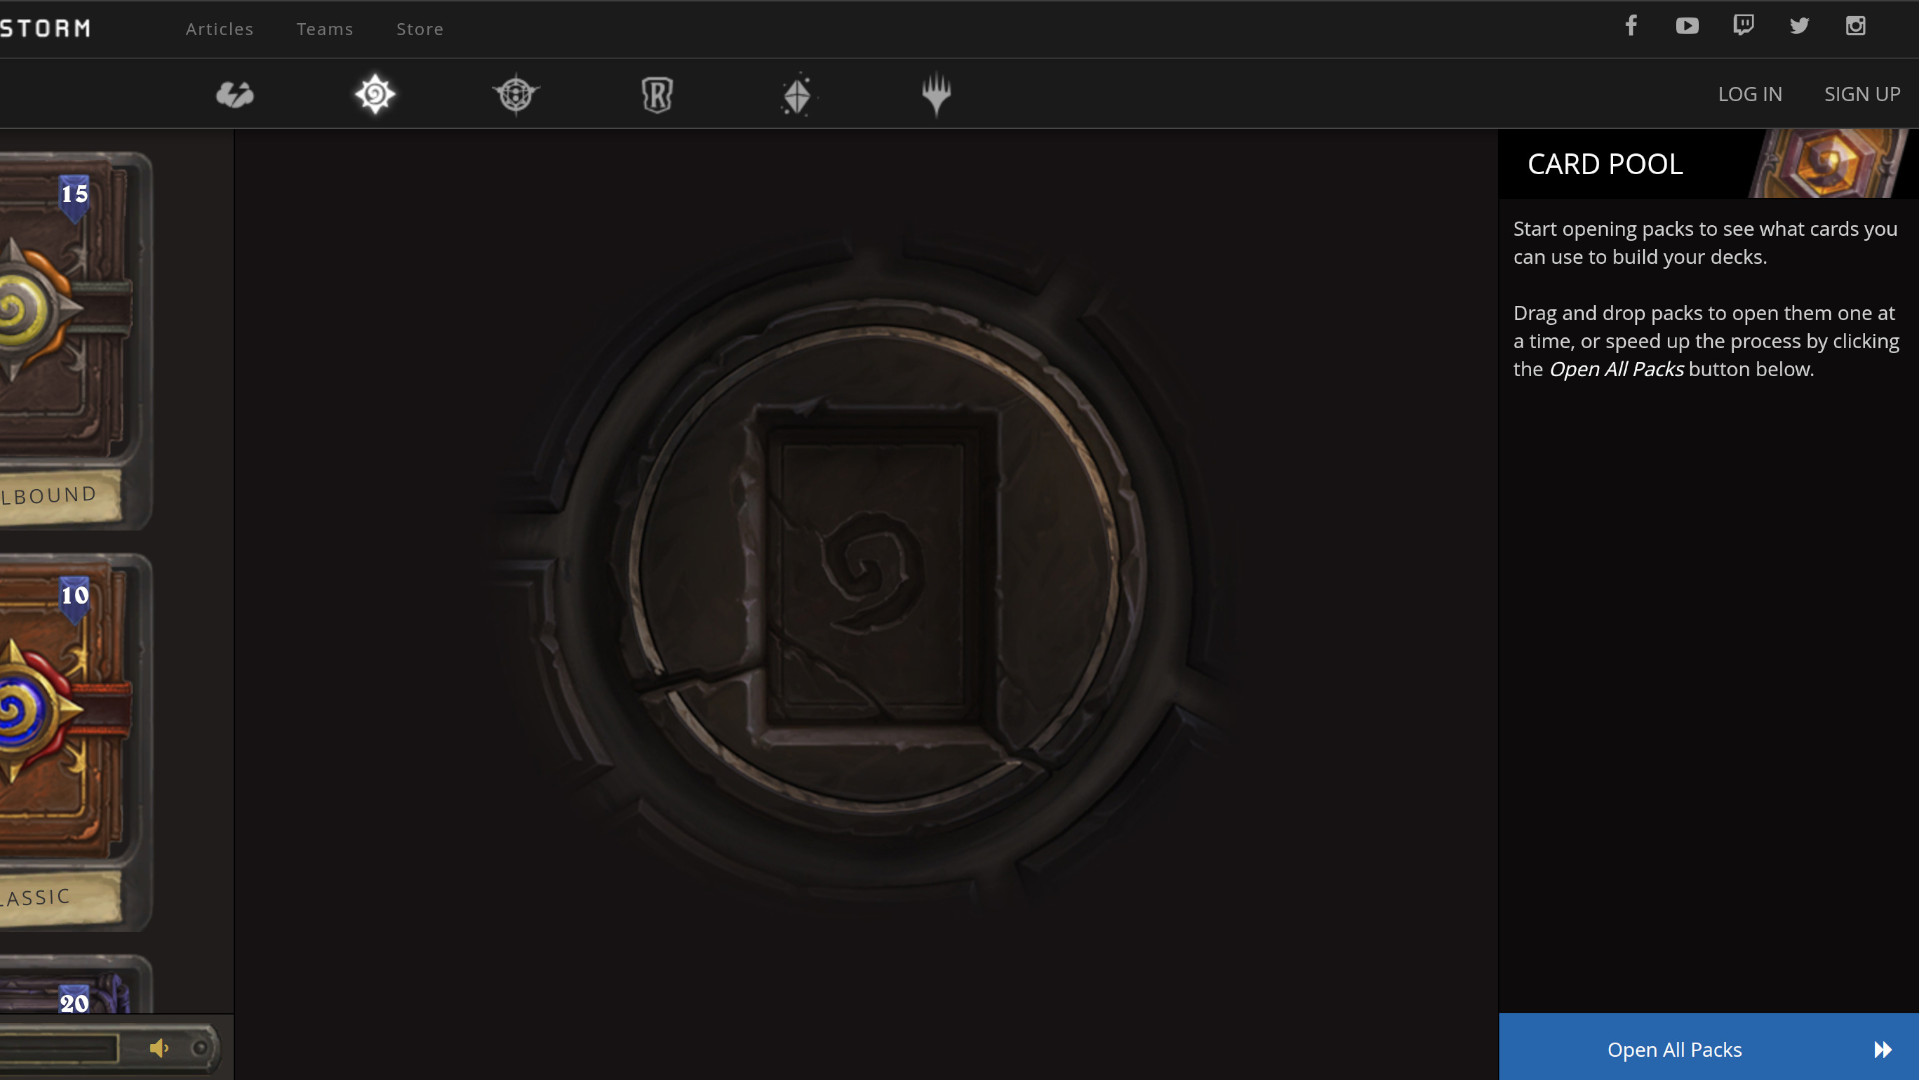 STORM
Articles Teams Store
R
LOG IN SIGN UP
15
LBOUND
10
LASSIC
20
CARD POOL
Start opening packs to see what cards you
can use to build your decks.
Drag and drop packs to open them one at
a time, or speed up the process by clicking
the Open All Packs button below.
Open All Packs